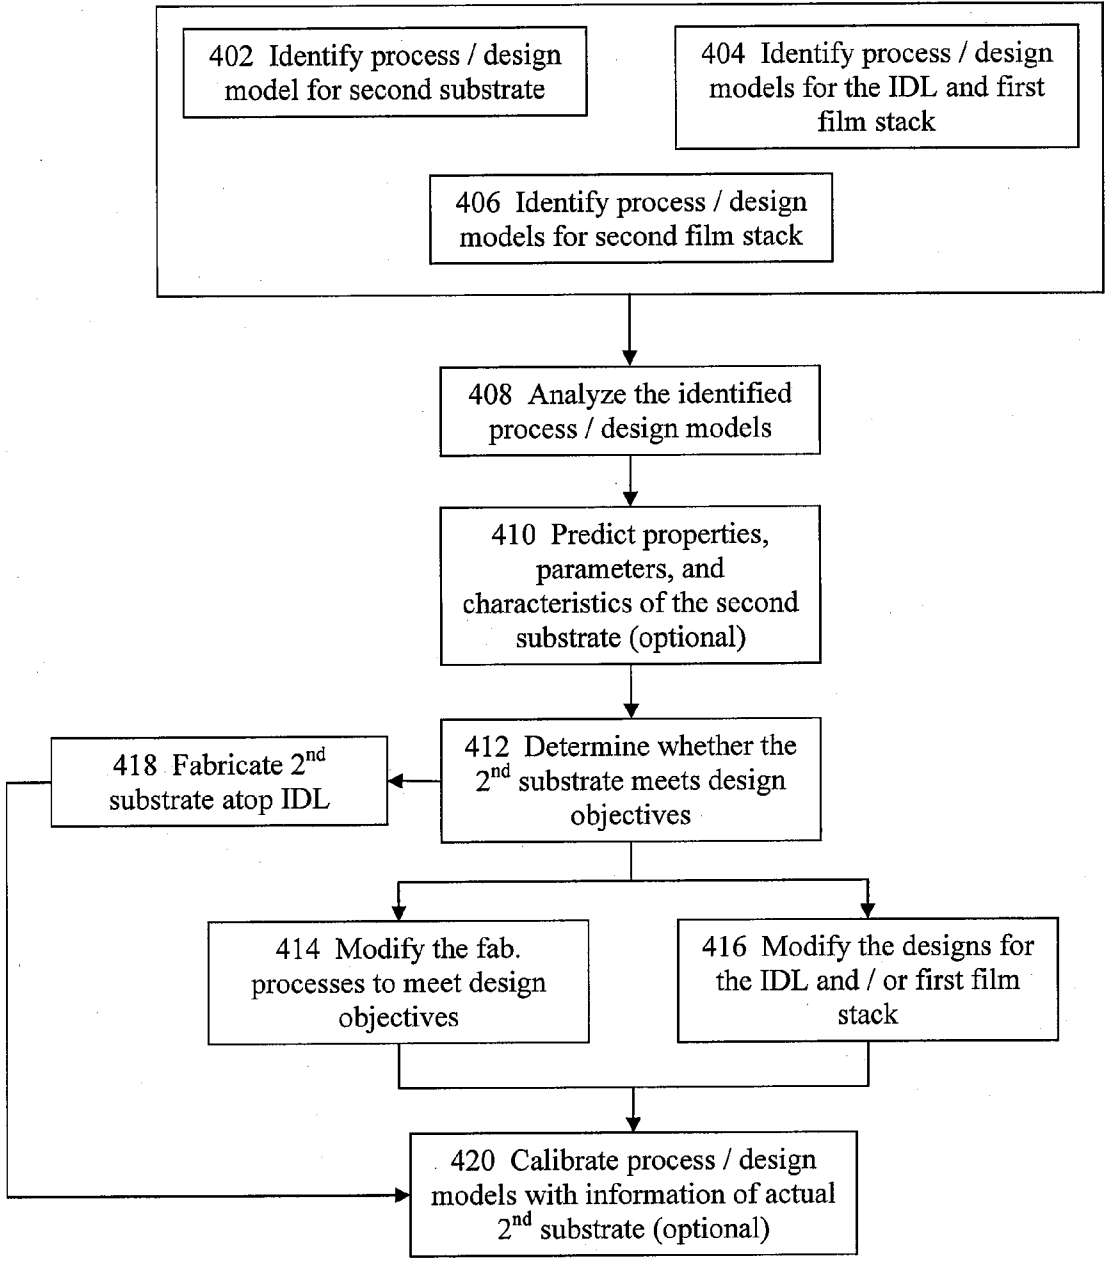 402 Identify process / design
model for second substrate
404 Identify process / design
models for the IDL and first
film stack
406 Identify process / design
models for second film stack
408 Analyze the identified
process / design models
410 Predict properties,
parameters, and
characteristics of the second
substrate (optional)
412 Determine whether the
2nd substrate meets design
objectives
418 Fabricate 2nd
substrate atop IDL
414 Modify the fab.
processes to meet design
objectives
416 Modify the designs for
the IDL and / or first film
stack
420 Calibrate process / design
models with information of actual
2nd substrate (optional)